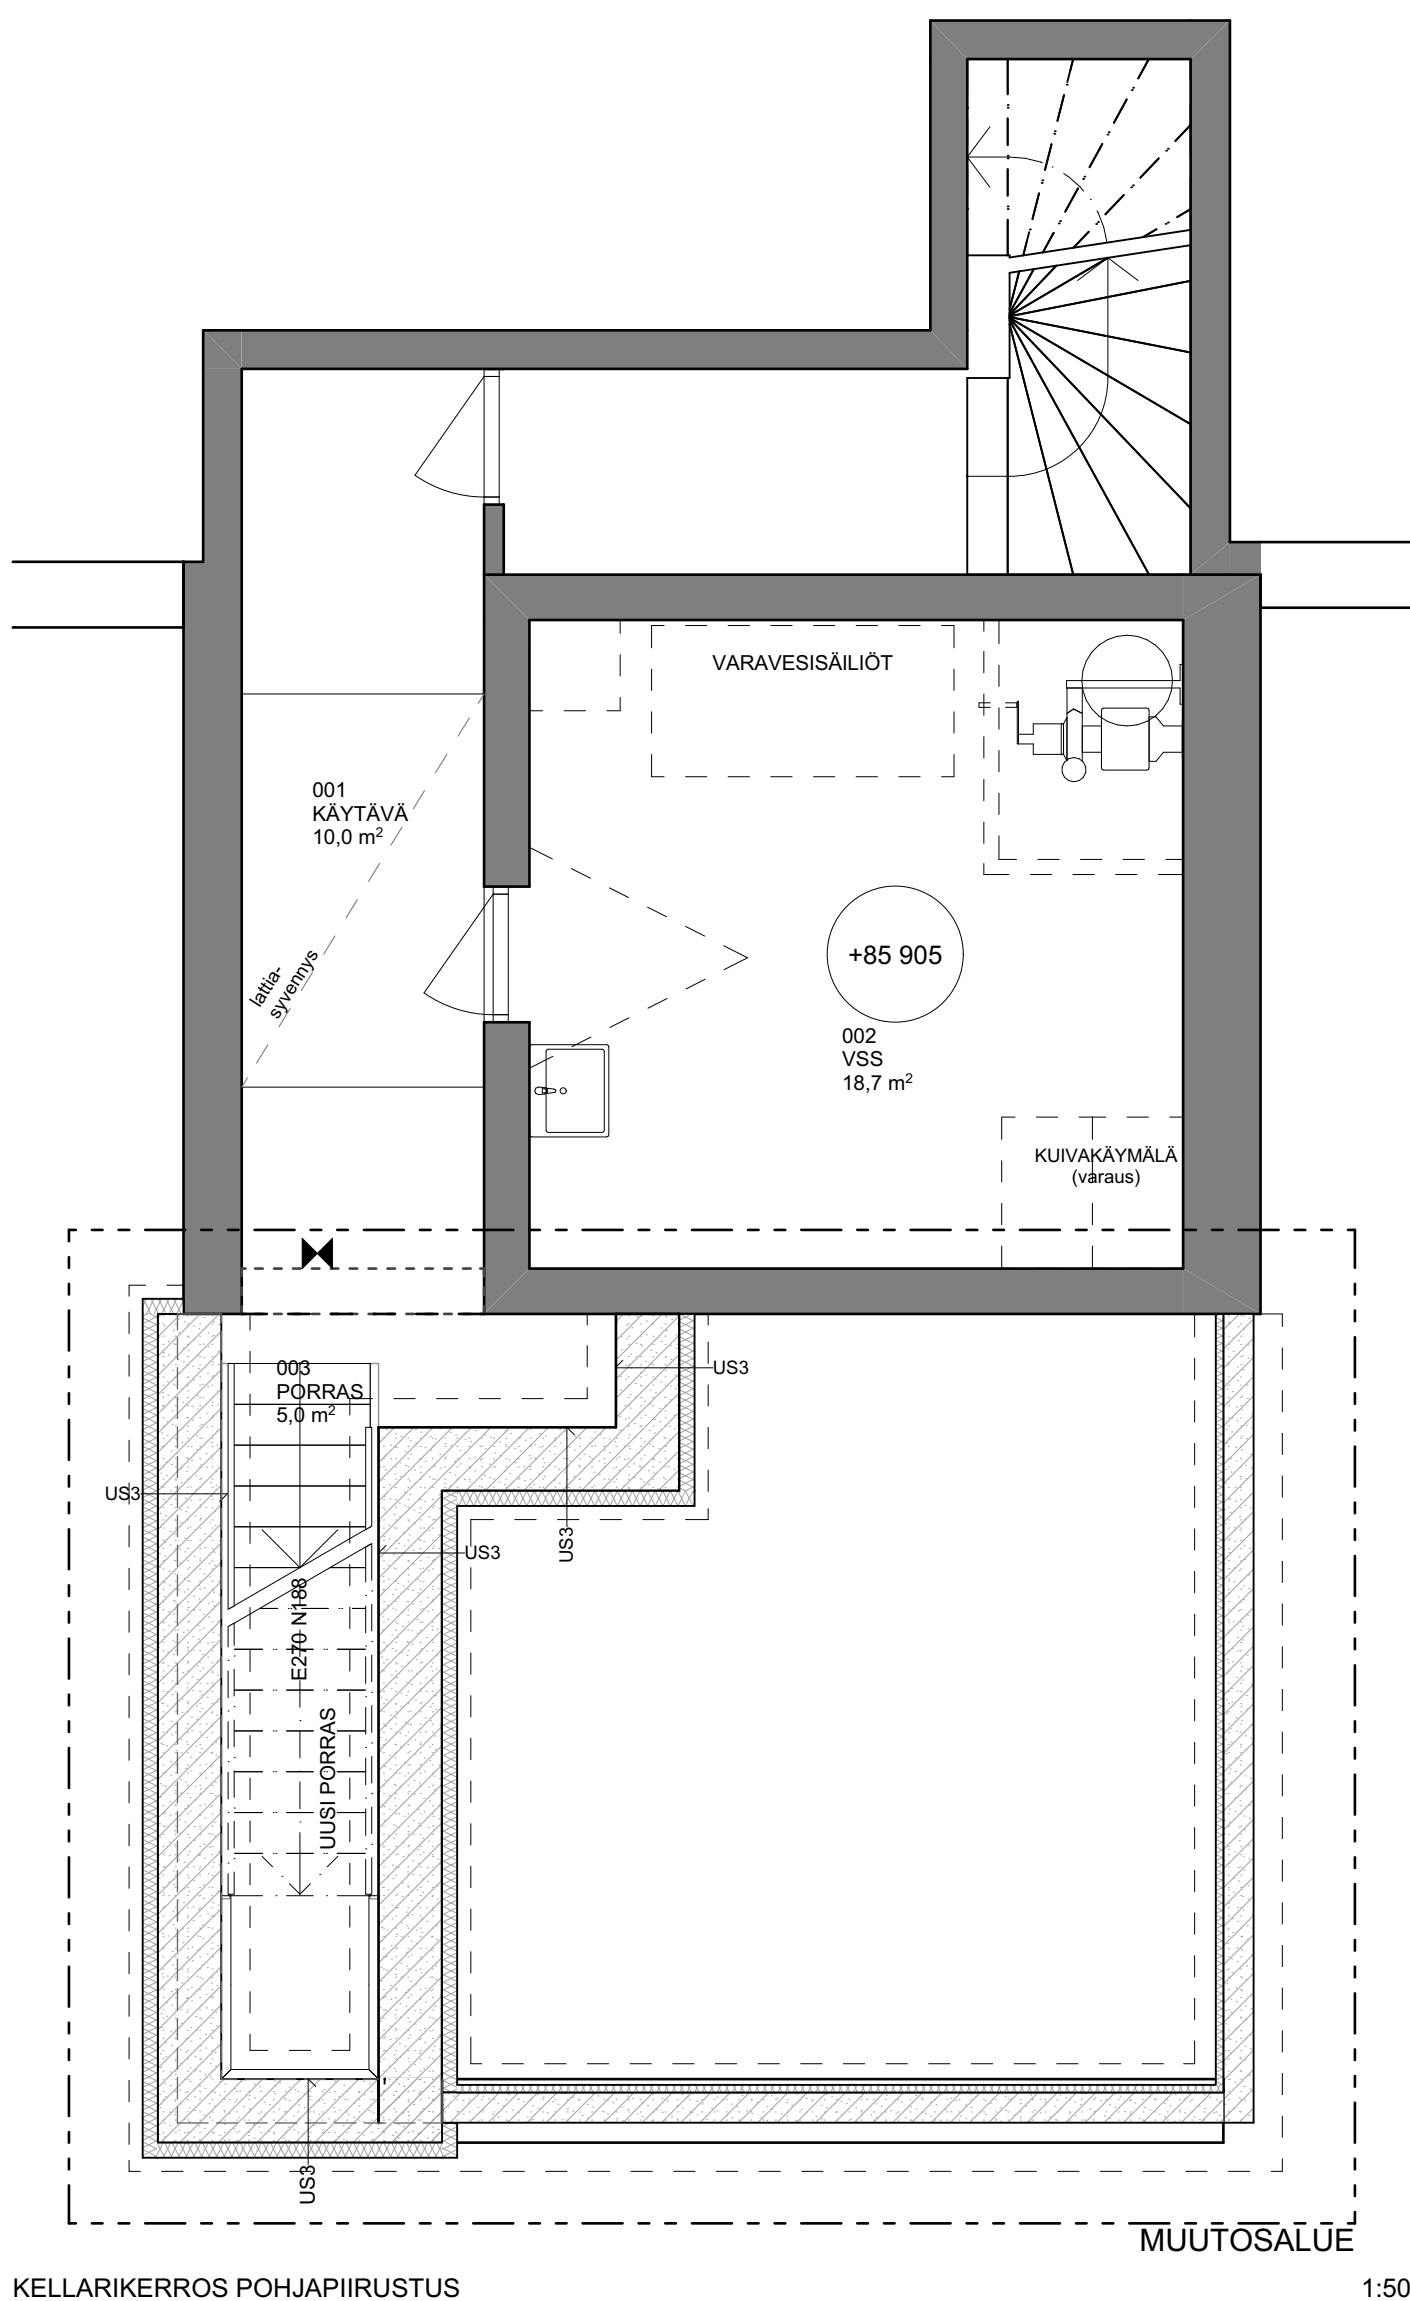 VARAVESISÄILIÖT
001
KÄYTÄVÄ
10,0 m²
lattia-
syvennys
+85 905
002
VSS
18,7 m²
KUIVAKÄYMÄLÄ
(varaus)
003
PORRAS
5,0 m²
US3
US3
US3
US3
E270 N188
UUSI PORRAS
US3
MUUTOSALUE
KELLARIKERROS POHJAPIIRUSTUS
1:50